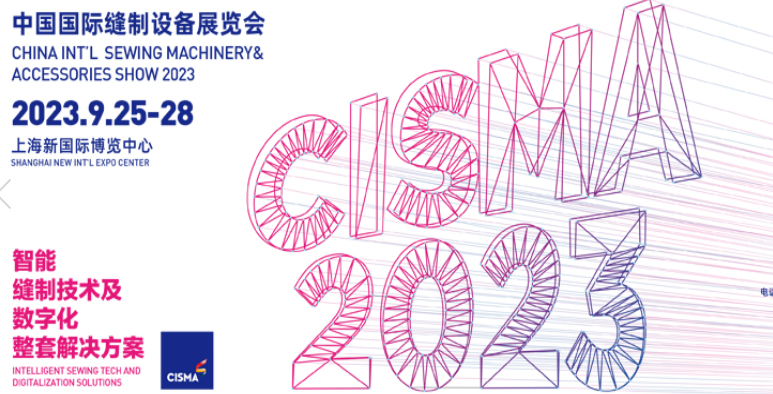 中国国际缝制设备展览会
CHINA INT'L SEWING MACHINERY&
ACCESSORIES SHOW 2023
2023.9.25-28
上海新国际博览中心
SHANGHAI NEW INT'L EXPO CENTER
CISMA
2023
智能
缝制技术及
数字化
整套解决方案
INTELLIGENT SEWING TECH AND
DIGITALIZATION SOLUTIONS
CISMA